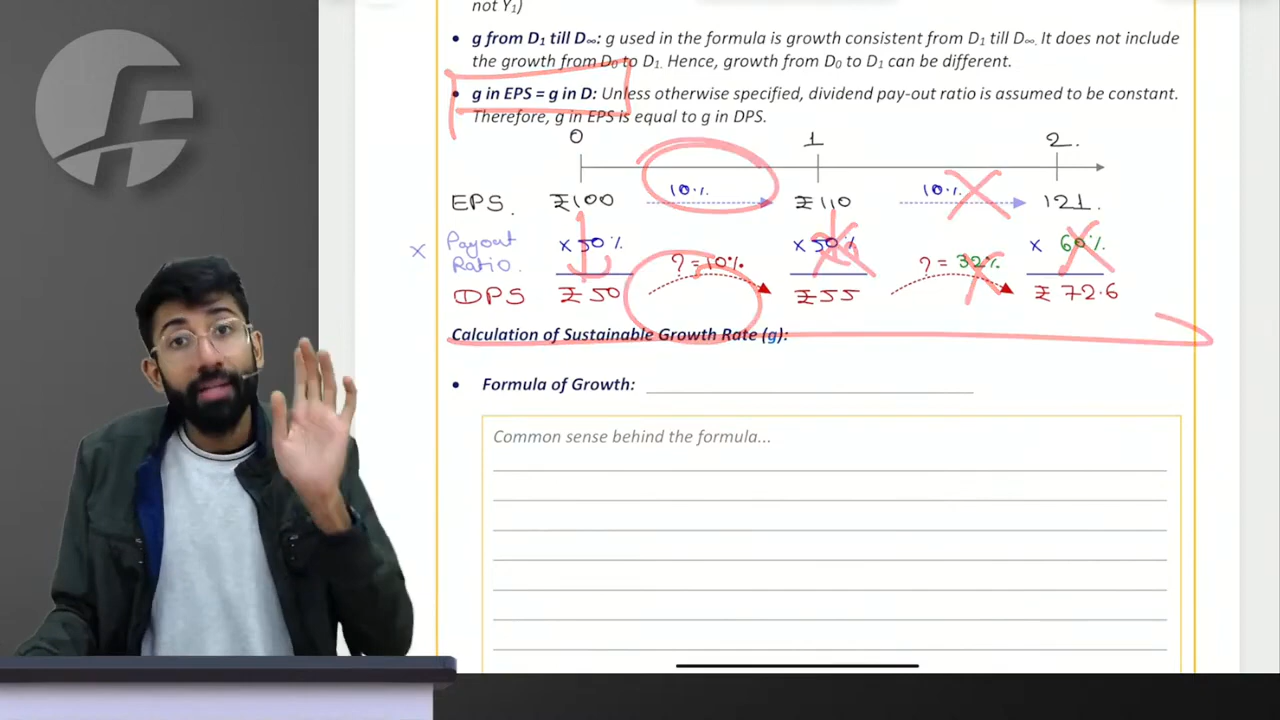 not Y₁)
• g from D₁ till D∞: g used in the formula is growth consistent from D₁ till D∞. It does not include
the growth from D₀ to D₁. Hence, growth from D₀ to D₁ can be different.
• g in EPS = g in D: Unless otherwise specified, dividend pay-out ratio is assumed to be constant.
Therefore, g in EPS is equal to g in DPS.
0 1 2.
EPS. ₹100 10% ₹110 10% 121.
× Payout Ratio. × 50% × 50% × 60%
? = 10% ? = 32%
DPS ₹50 ₹55 ₹72.6
Calculation of Sustainable Growth Rate (g):
• Formula of Growth:
Common sense behind the formula...